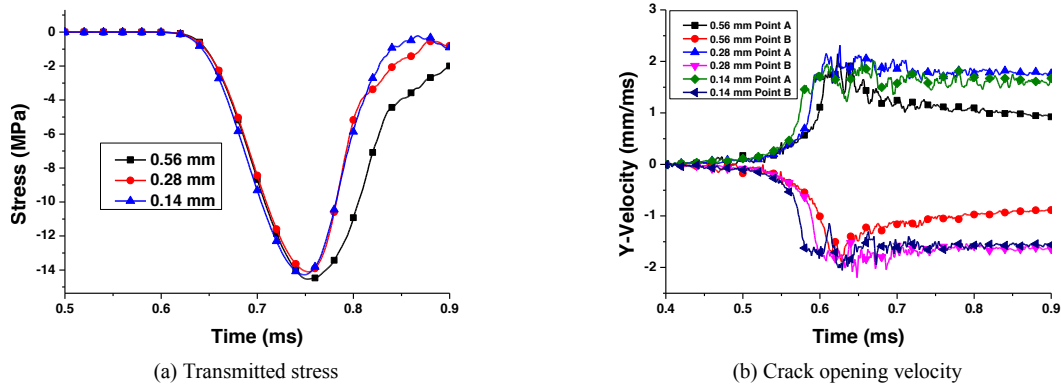 0
-2
-4
-6
-8
-10
-12
-14
Stress (MPa)
0.56 mm
0.28 mm
0.14 mm
0.5 0.6 0.7 0.8 0.9
Time (ms)
(a) Transmitted stress
3
2
1
0
-1
-2
Y-Velocity (mm/ms)
0.56 mm Point A
0.56 mm Point B
0.28 mm Point A
0.28 mm Point B
0.14 mm Point A
0.14 mm Point B
0.4 0.5 0.6 0.7 0.8 0.9
Time (ms)
(b) Crack opening velocity